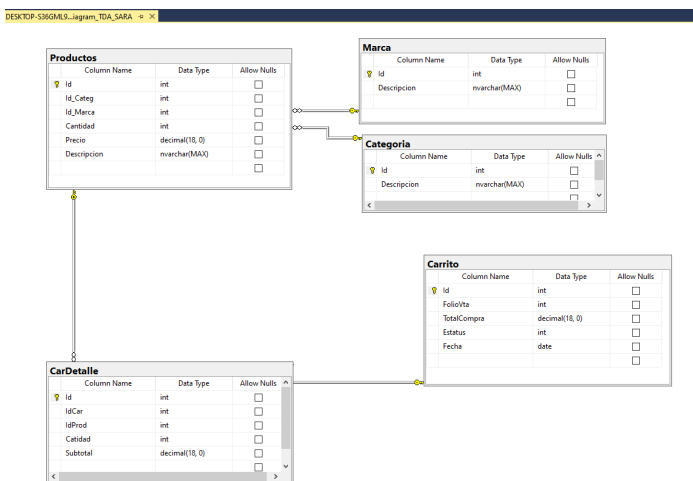 DESKTOP-S36GML9...iagram_TDA_SARA
Productos
Column Name Data Type Allow Nulls
Id int
Id_Categ int
Id_Marca int
Cantidad int
Precio decimal(18, 0)
Descripcion nvarchar(MAX)
Marca
Column Name Data Type Allow Nulls
Id int
Descripcion nvarchar(MAX)
Categoria
Column Name Data Type Allow Nulls
Id int
Descripcion nvarchar(MAX)
Carrito
Column Name Data Type Allow Nulls
Id int
FolioVta int
TotalCompra decimal(18, 0)
Estatus int
Fecha date
CarDetalle
Column Name Data Type Allow Nulls
Id int
IdCar int
IdProd int
Catidad int
Subtotal decimal(18, 0)